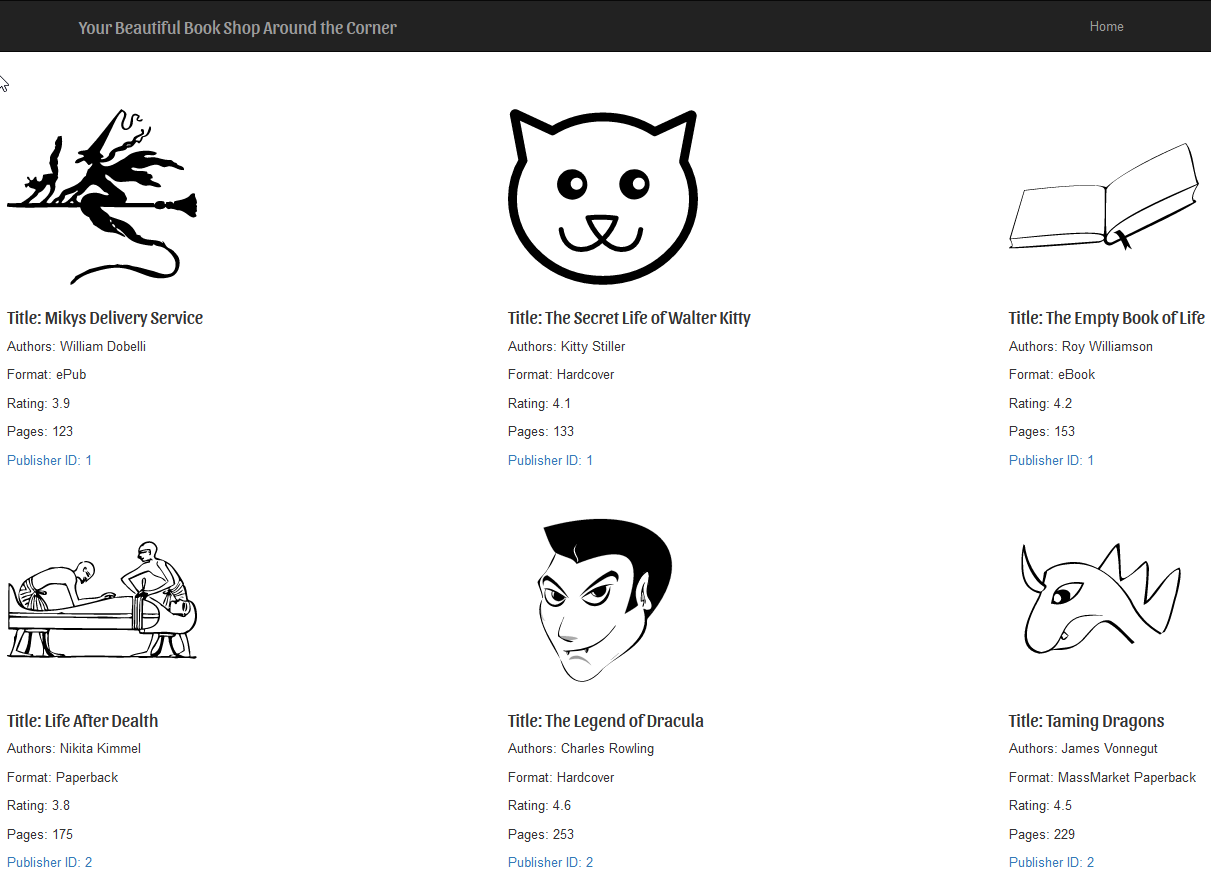 Your Beautiful Book Shop Around the Corner
Home
Title: Mikys Delivery Service
Authors: William Dobelli
Format: ePub
Rating: 3.9
Pages: 123
Publisher ID: 1
Title: The Secret Life of Walter Kitty
Authors: Kitty Stiller
Format: Hardcover
Rating: 4.1
Pages: 133
Publisher ID: 1
Title: The Empty Book of Life
Authors: Roy Williamson
Format: eBook
Rating: 4.2
Pages: 153
Publisher ID: 1
Title: Life After Dealth
Authors: Nikita Kimmel
Format: Paperback
Rating: 3.8
Pages: 175
Publisher ID: 2
Title: The Legend of Dracula
Authors: Charles Rowling
Format: Hardcover
Rating: 4.6
Pages: 253
Publisher ID: 2
Title: Taming Dragons
Authors: James Vonnegut
Format: MassMarket Paperback
Rating: 4.5
Pages: 229
Publisher ID: 2